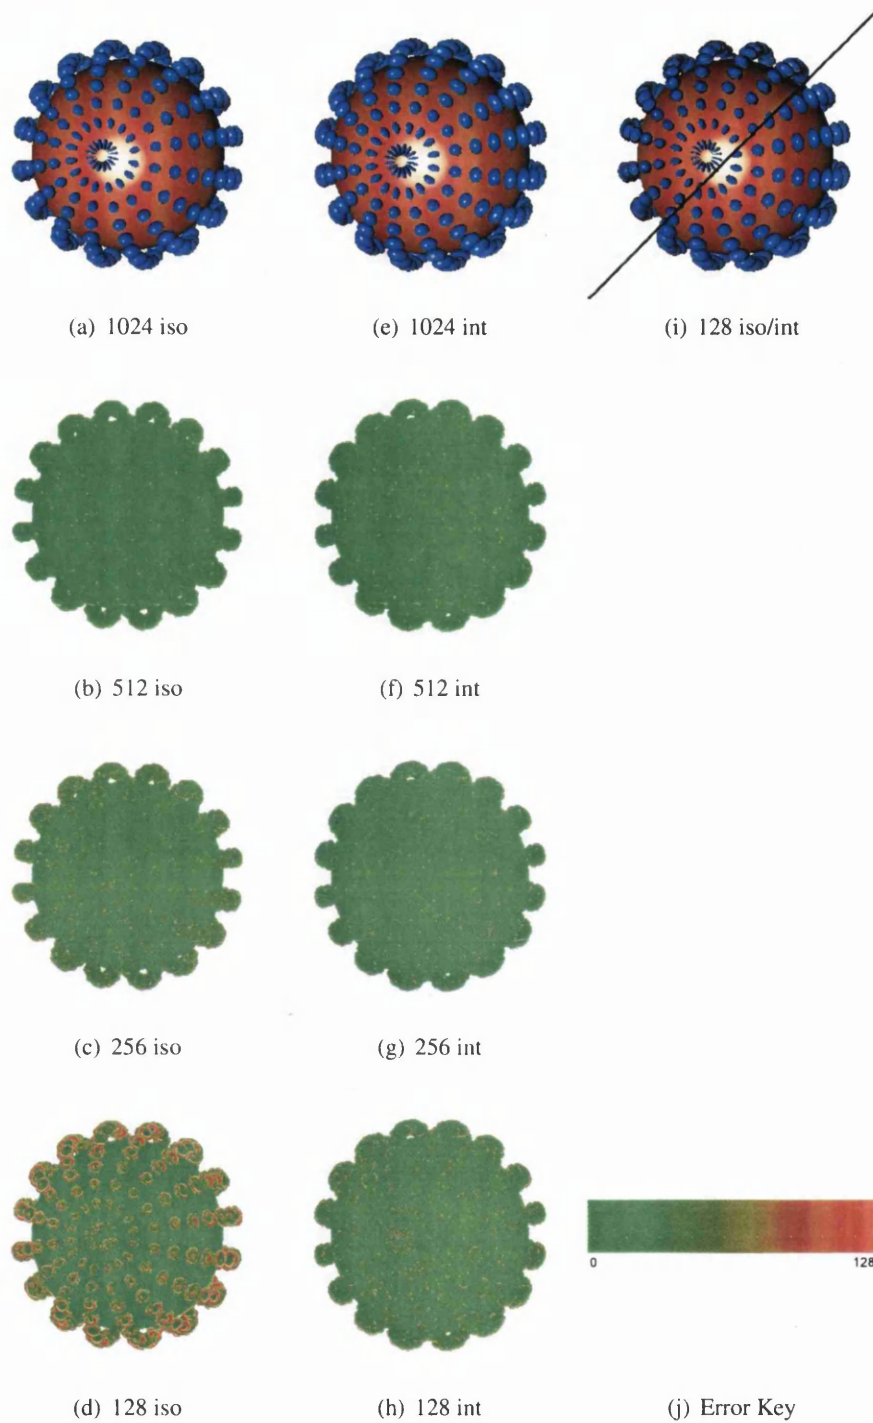 (a) 1024 iso
(e) 1024 int
(i) 128 iso/int
(b) 512 iso
(f) 512 int
(c) 256 iso
(g) 256 int
0
128
(d) 128 iso
(h) 128 int
(j) Error Key